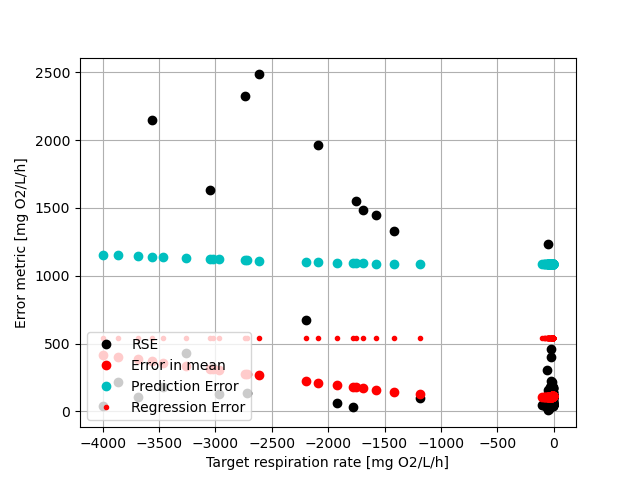 2500
2000
1500
1000
500
0
Error metric [mg O2/L/h]
RSE
Error in mean
Prediction Error
Regression Error
−4000 −3500 −3000 −2500 −2000 −1500 −1000 −500 0
Target respiration rate [mg O2/L/h]